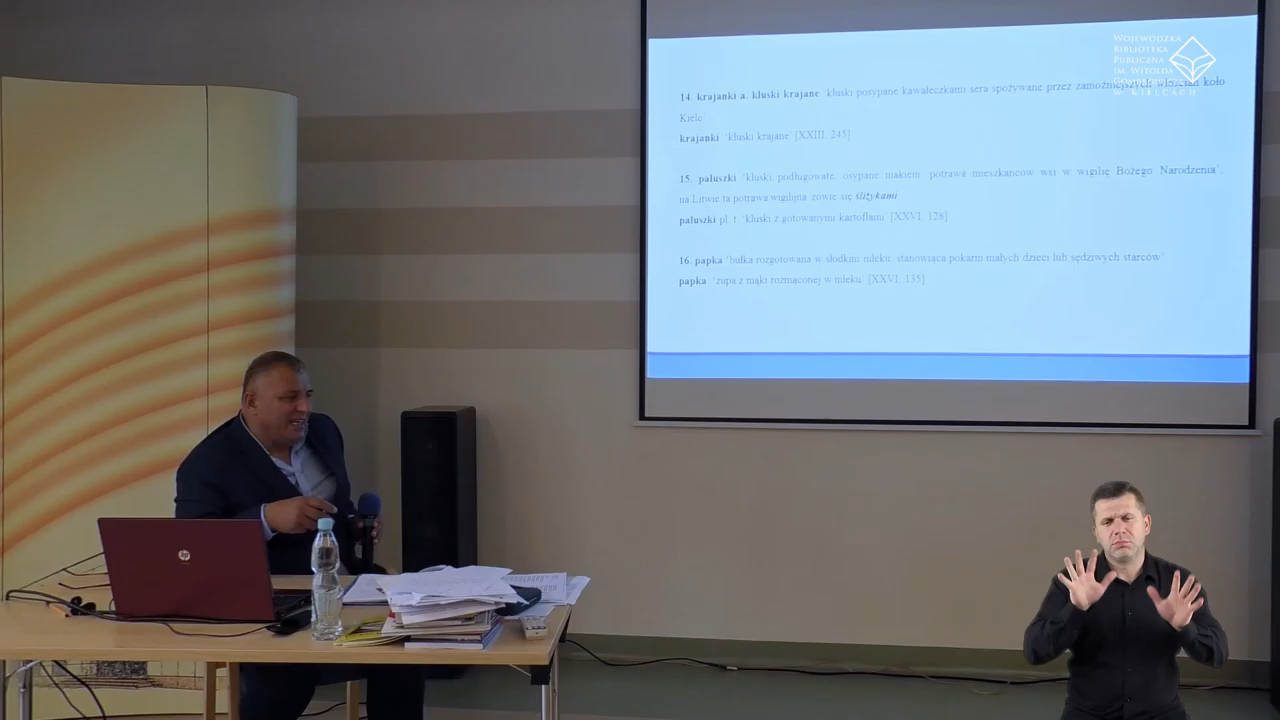 WOJEWÓDZKA
BIBLIOTEKA
PUBLICZNA
IM. WITOLDA
GOMBROWICZA
W KIELCACH
14. krajanki a. kluski krajane 'kluski posypane kawałeczkami sera spożywane przez zamożniejszych włościan koło
Kielc'
krajanki 'kluski krajane' [XXIII, 245]
15. paluszki 'kluski podługowate, osypane makiem potrawa mieszkańców wsi w wigilię Bożego Narodzenia',
na Litwie ta potrawa wigilijna zowie się śliżykami
paluszki pl. t. 'kluski z gotowanymi kartoflami' [XXVI, 128]
16. papka 'bułka rozgotowana w słodkim mleku stanowiąca pokarm małych dzieci lub sędziwych starców'
papka 'zupa z mąki rozmąconej w mleku' [XXVI, 135]
hp